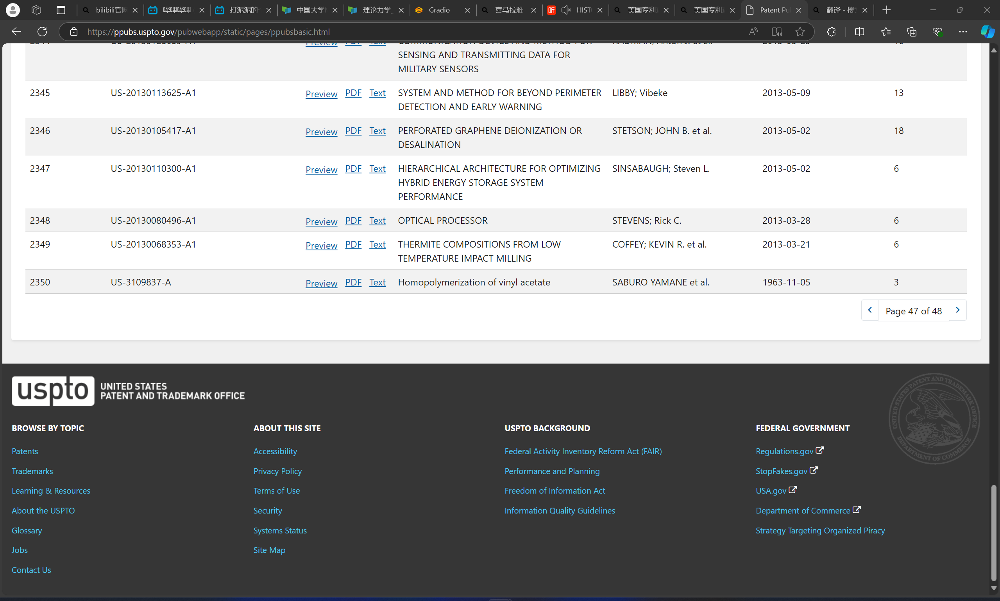 bilibili官网
哔哩哔哩
打泥泥的
中国大学
理论力学_
Gradio
喜马拉雅
听 HIST
美国专利
美国专利
Patent Pu
翻译 - 搜
https://ppubs.uspto.gov/pubwebapp/static/pages/ppubsbasic.html
SENSING AND TRANSMITTING DATA FOR
MILITARY SENSORS
2345 US-20130113625-A1 Preview PDF Text SYSTEM AND METHOD FOR BEYOND PERIMETER LIBBY; Vibeke 2013-05-09 13
DETECTION AND EARLY WARNING
2346 US-20130105417-A1 Preview PDF Text PERFORATED GRAPHENE DEIONIZATION OR STETSON; JOHN B. et al. 2013-05-02 18
DESALINATION
2347 US-20130110300-A1 Preview PDF Text HIERARCHICAL ARCHITECTURE FOR OPTIMIZING SINSABAUGH; Steven L. 2013-05-02 6
HYBRID ENERGY STORAGE SYSTEM
PERFORMANCE
2348 US-20130080496-A1 Preview PDF Text OPTICAL PROCESSOR STEVENS; Rick C. 2013-03-28 6
2349 US-20130068353-A1 Preview PDF Text THERMITE COMPOSITIONS FROM LOW COFFEY; KEVIN R. et al. 2013-03-21 6
TEMPERATURE IMPACT MILLING
2350 US-3109837-A Preview PDF Text Homopolymerization of vinyl acetate SABURO YAMANE et al. 1963-11-05 3
Page 47 of 48
uspto UNITED STATES
PATENT AND TRADEMARK OFFICE
UNITED STATES PATENT AND TRADEMARK OFFICE
DEPARTMENT OF COMMERCE
BROWSE BY TOPIC
Patents
Trademarks
Learning & Resources
About the USPTO
Glossary
Jobs
Contact Us
ABOUT THIS SITE
Accessibility
Privacy Policy
Terms of Use
Security
Systems Status
Site Map
USPTO BACKGROUND
Federal Activity Inventory Reform Act (FAIR)
Performance and Planning
Freedom of Information Act
Information Quality Guidelines
FEDERAL GOVERNMENT
Regulations.gov
StopFakes.gov
USA.gov
Department of Commerce
Strategy Targeting Organized Piracy